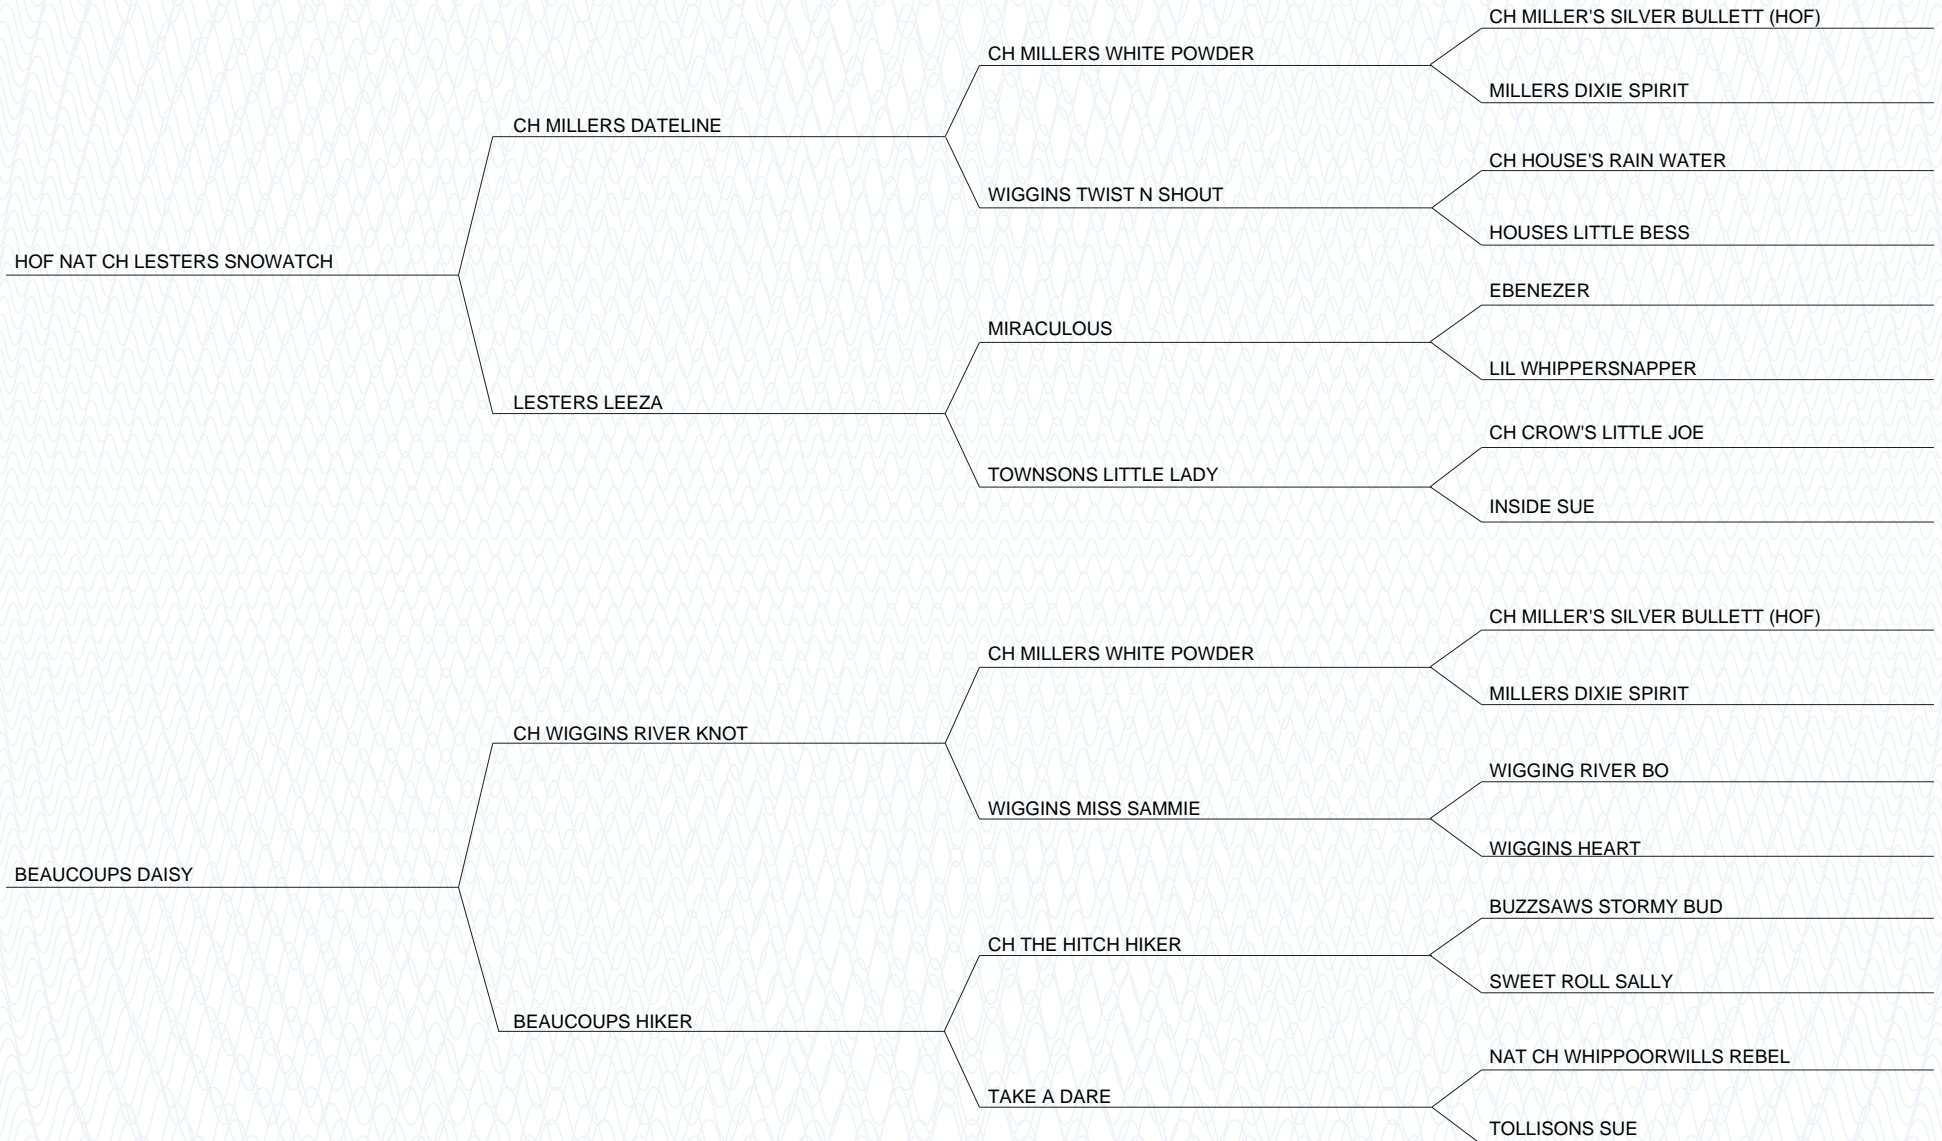 CH MILLER'S SILVER BULLETT (HOF)
CH MILLERS WHITE POWDER
MILLERS DIXIE SPIRIT
CH MILLERS DATELINE
CH HOUSE'S RAIN WATER
WIGGINS TWIST N SHOUT
HOUSES LITTLE BESS
HOF NAT CH LESTERS SNOWATCH
EBENEZER
MIRACULOUS
LIL WHIPPERSNAPPER
LESTERS LEEZA
CH CROW'S LITTLE JOE
TOWNSONS LITTLE LADY
INSIDE SUE
CH MILLER'S SILVER BULLETT (HOF)
CH MILLERS WHITE POWDER
MILLERS DIXIE SPIRIT
CH WIGGINS RIVER KNOT
WIGGING RIVER BO
WIGGINS MISS SAMMIE
WIGGINS HEART
BEAUCOUPS DAISY
BUZZSAWS STORMY BUD
CH THE HITCH HIKER
SWEET ROLL SALLY
BEAUCOUPS HIKER
NAT CH WHIPPOORWILLS REBEL
TAKE A DARE
TOLLISONS SUE